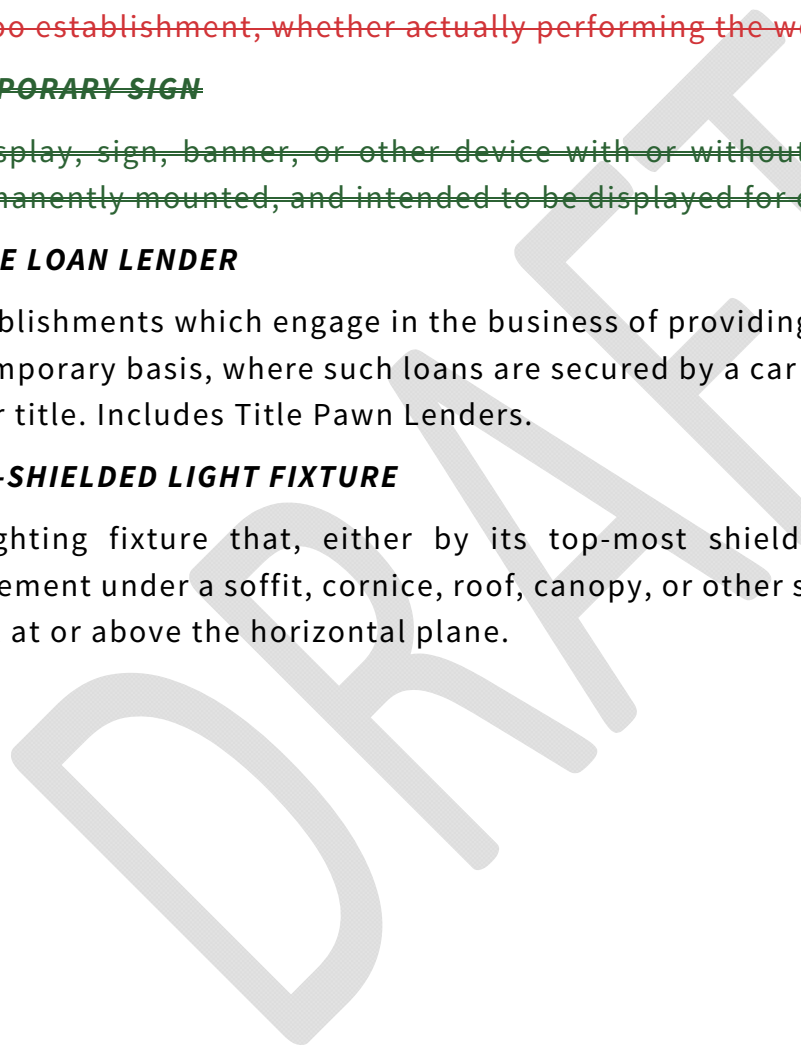 oo establishment, whether actually performing the w
PORARY SIGN
splay, sign, banner, or other device with or without
manently mounted, and intended to be displayed for
E LOAN LENDER
blishments which engage in the business of providing
mporary basis, where such loans are secured by a car
r title. Includes Title Pawn Lenders.
-SHIELDED LIGHT FIXTURE
ghting fixture that, either by its top-most shield
ement under a soffit, cornice, roof, canopy, or other s
at or above the horizontal plane.
DRAFT